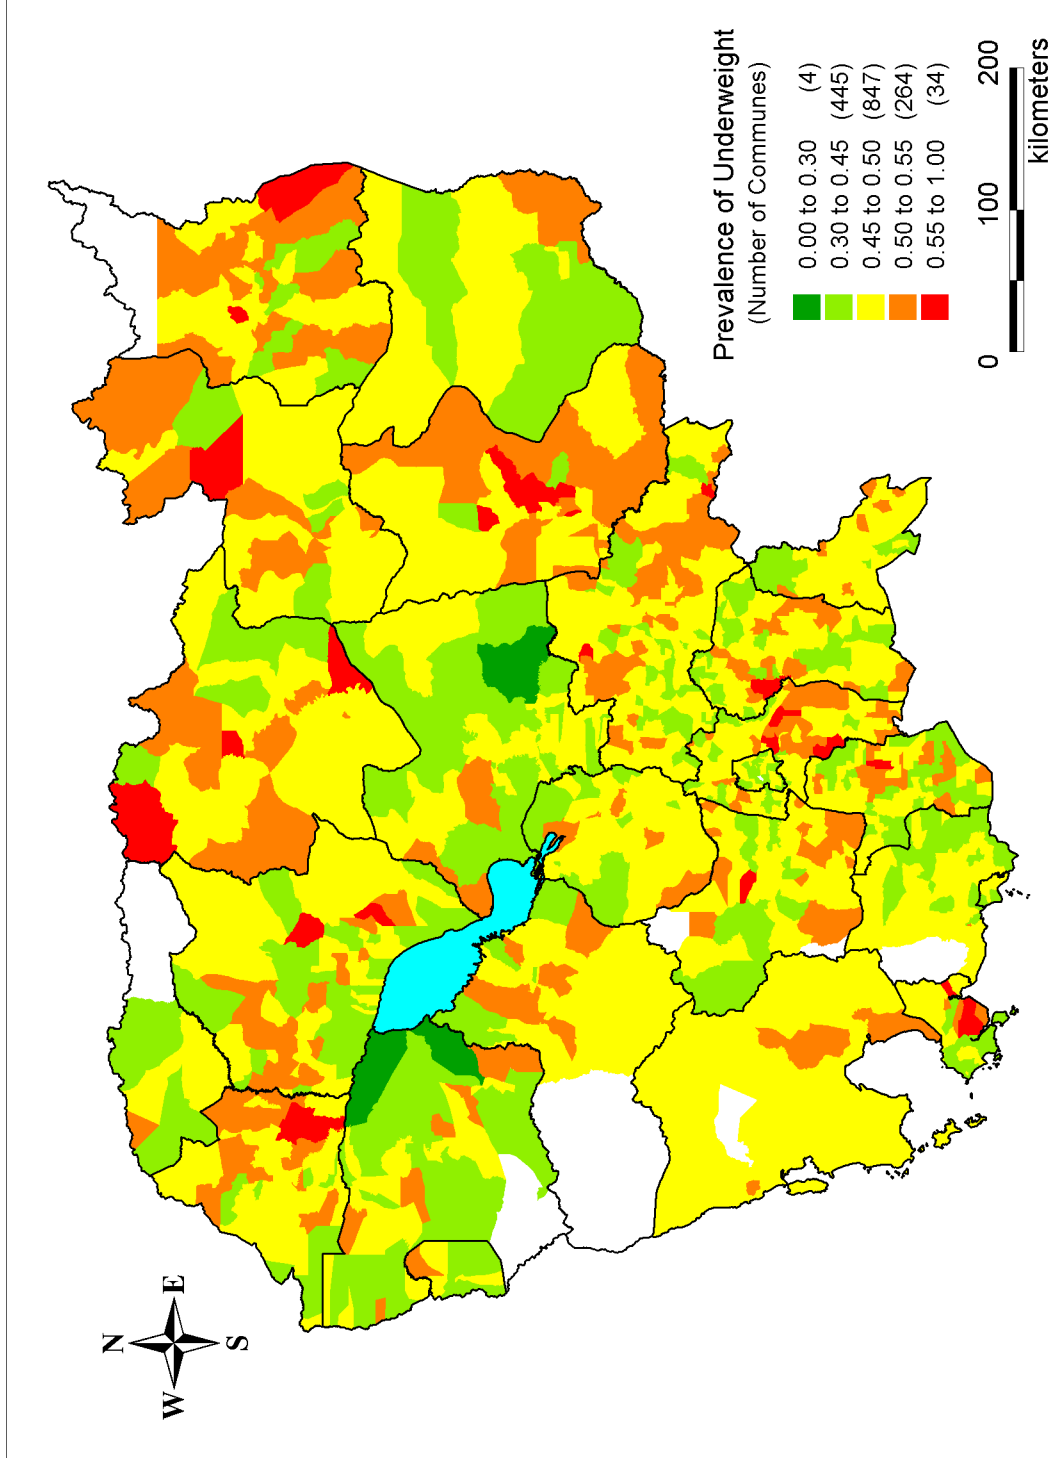 N
W E
S
Prevalence of Underweight
(Number of Communes)
0.00 to 0.30 (4)
0.30 to 0.45 (445)
0.45 to 0.50 (847)
0.50 to 0.55 (264)
0.55 to 1.00 (34)
0 100 200
kilometers